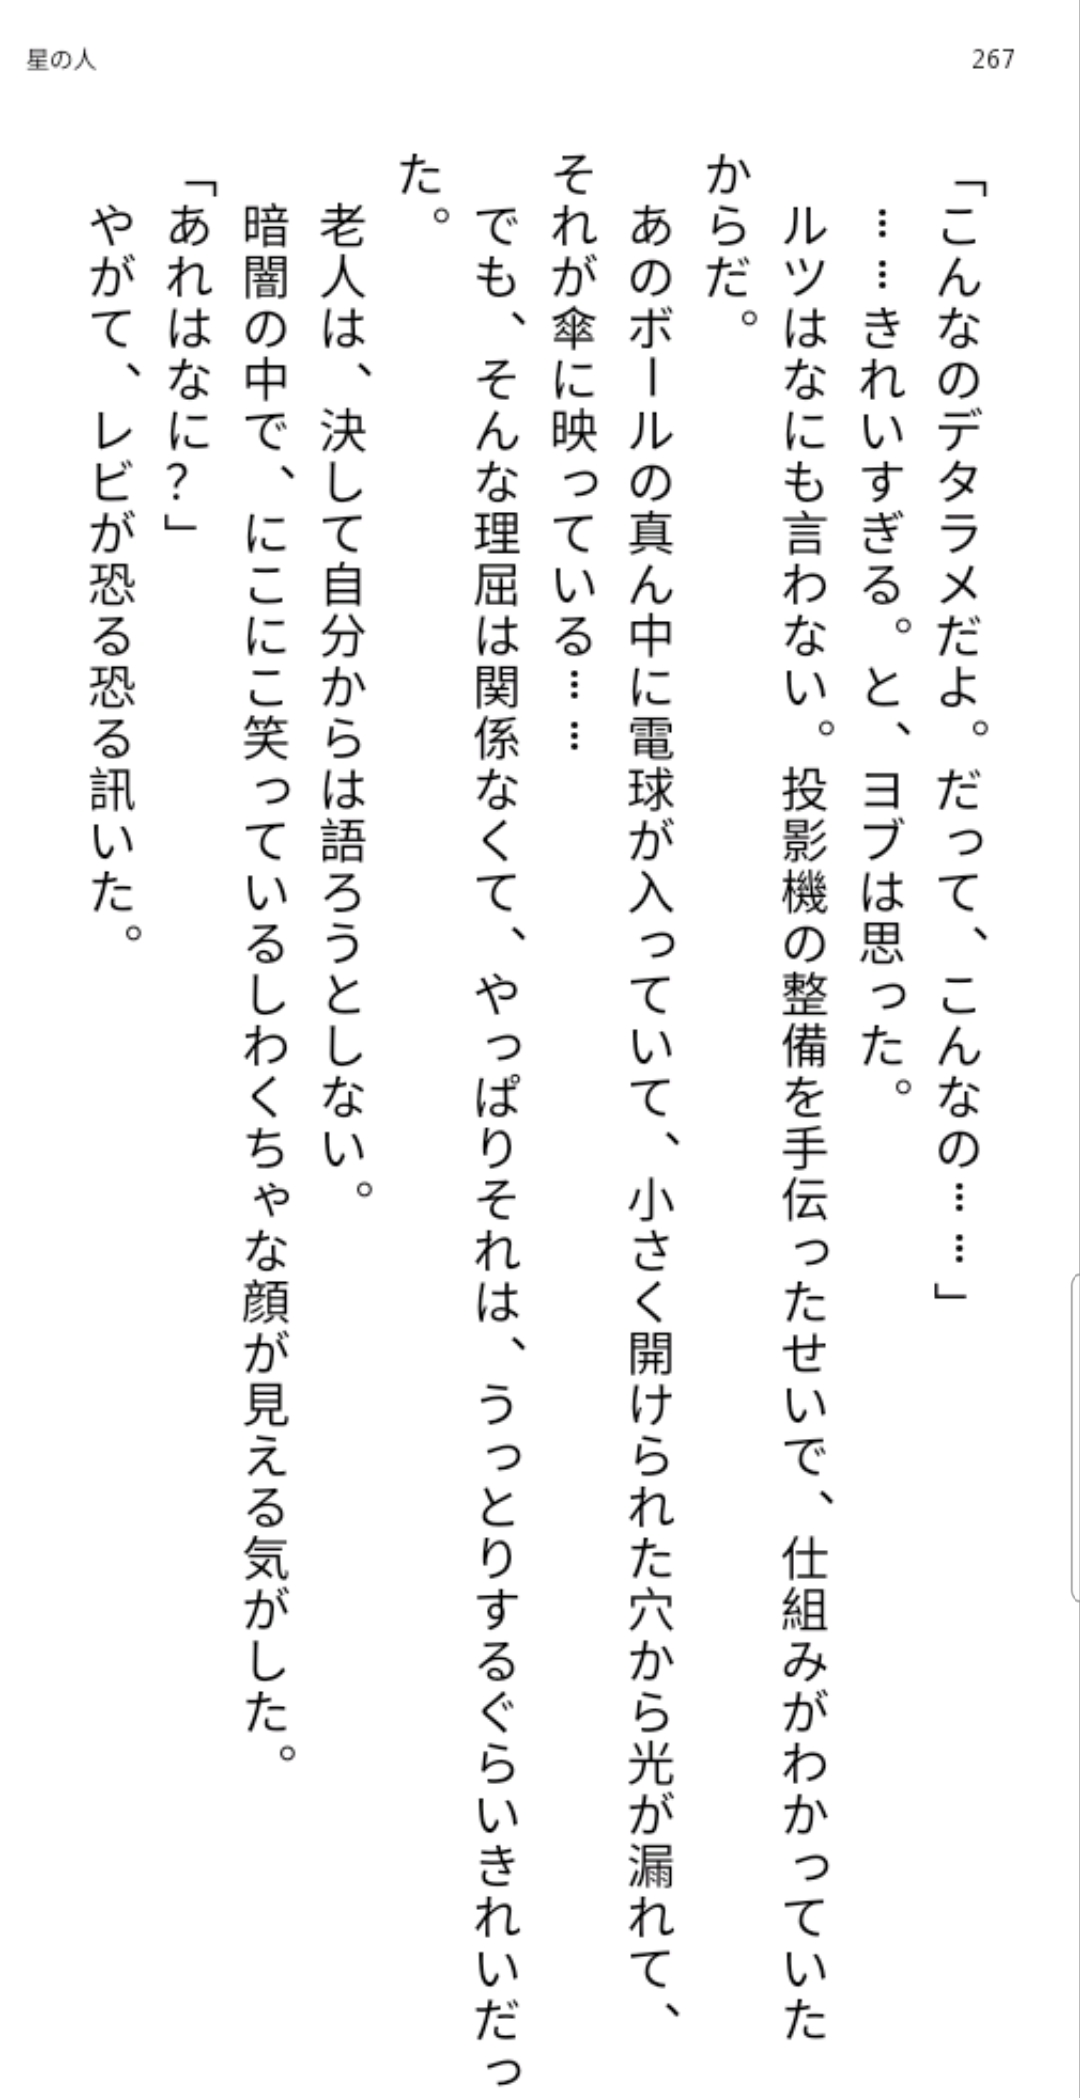 星の人
267
「こんなのデタラメだよ。だって、こんなの……」
……きれいすぎる。と、ヨブは思った。
ルツはなにも言わない。投影機の整備を手伝ったせいで、仕組みがわかっていた
からだ。
あのボールの真ん中に電球が入っていて、小さく開けられた穴から光が漏れて、
それが傘に映っている……
でも、そんな理屈は関係なくて、やっぱりそれは、うっとりするぐらいきれいだっ
た。
老人は、決して自分からは語ろうとしない。
暗闇の中で、にこにこ笑っているしわくちゃな顔が見える気がした。
「あれはなに？」
やがて、レビが恐る恐る訊いた。